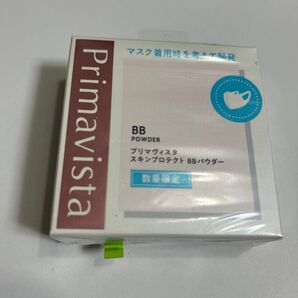 マスク着用時を考えて開発
Primavista
BB
POWDER
プリマヴィスタ
スキンプロテクト BBパウダー
数量限定